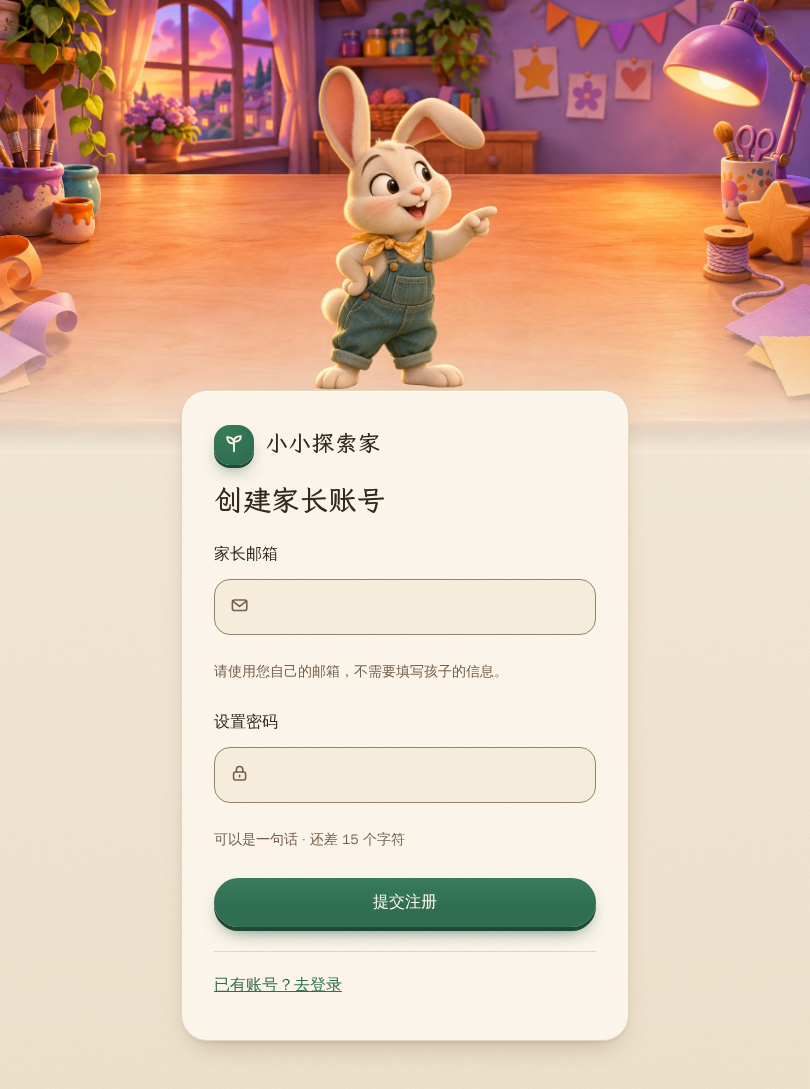 小小探索家
创建家长账号
家长邮箱
请使用您自己的邮箱，不需要填写孩子的信息。
设置密码
可以是一句话 · 还差 15 个字符
提交注册
已有账号？去登录